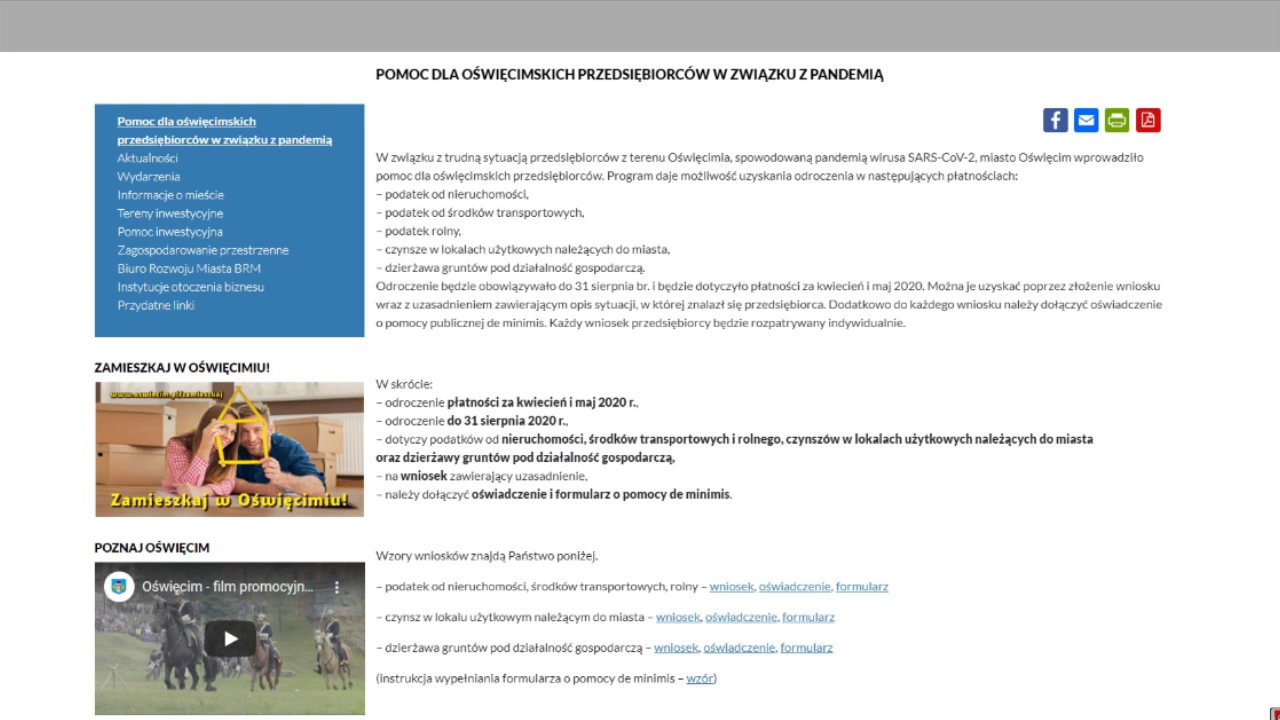 POMOC DLA OŚWIĘCIMSKICH PRZEDSIĘBIORCÓW W ZWIĄZKU Z PANDEMIĄ
Pomoc dla oświęcimskich
przedsiębiorców w związku z pandemią
Aktualności
Wydarzenia
Informacje o mieście
Tereny inwestycyjne
Pomoc inwestycyjna
Zagospodarowanie przestrzenne
Biuro Rozwoju Miasta BRM
Instytucje otoczenia biznesu
Przydatne linki
W związku z trudną sytuacją przedsiębiorców z terenu Oświęcimia, spowodowaną pandemią wirusa SARS-CoV-2, miasto Oświęcim wprowadziło
pomoc dla oświęcimskich przedsiębiorców. Program daje możliwość uzyskania odroczenia w następujących płatnościach:
– podatek od nieruchomości,
– podatek od środków transportowych,
– podatek rolny,
– czynsze w lokalach użytkowych należących do miasta,
– dzierżawa gruntów pod działalność gospodarczą.
Odroczenie będzie obowiązywało do 31 sierpnia br. i będzie dotyczyło płatności za kwiecień i maj 2020. Można je uzyskać poprzez złożenie wniosku
wraz z uzasadnieniem zawierającym opis sytuacji, w której znalazł się przedsiębiorca. Dodatkowo do każdego wniosku należy dołączyć oświadczenie
o pomocy publicznej de minimis. Każdy wniosek przedsiębiorcy będzie rozpatrywany indywidualnie.
ZAMIESZKAJ W OŚWIĘCIMIU!
www.oswiecim.pl/zamieszkaj
Zamieszkaj w Oświęcimiu!
W skrócie:
– odroczenie płatności za kwiecień i maj 2020 r.,
– odroczenie do 31 sierpnia 2020 r.,
– dotyczy podatków od nieruchomości, środków transportowych i rolnego, czynszów w lokalach użytkowych należących do miasta
oraz dzierżawy gruntów pod działalność gospodarczą,
– na wniosek zawierający uzasadnienie,
– należy dołączyć oświadczenie i formularz o pomocy de minimis.
POZNAJ OŚWIĘCIM
Oświęcim - film promocyjn...
Wzory wniosków znajdą Państwo poniżej.
– podatek od nieruchomości, środków transportowych, rolny – wniosek, oświadczenie, formularz
– czynsz w lokalu użytkowym należącym do miasta – wniosek, oświadczenie, formularz
– dzierżawa gruntów pod działalność gospodarczą – wniosek, oświadczenie, formularz
(instrukcja wypełniania formularza o pomocy de minimis – wzór)